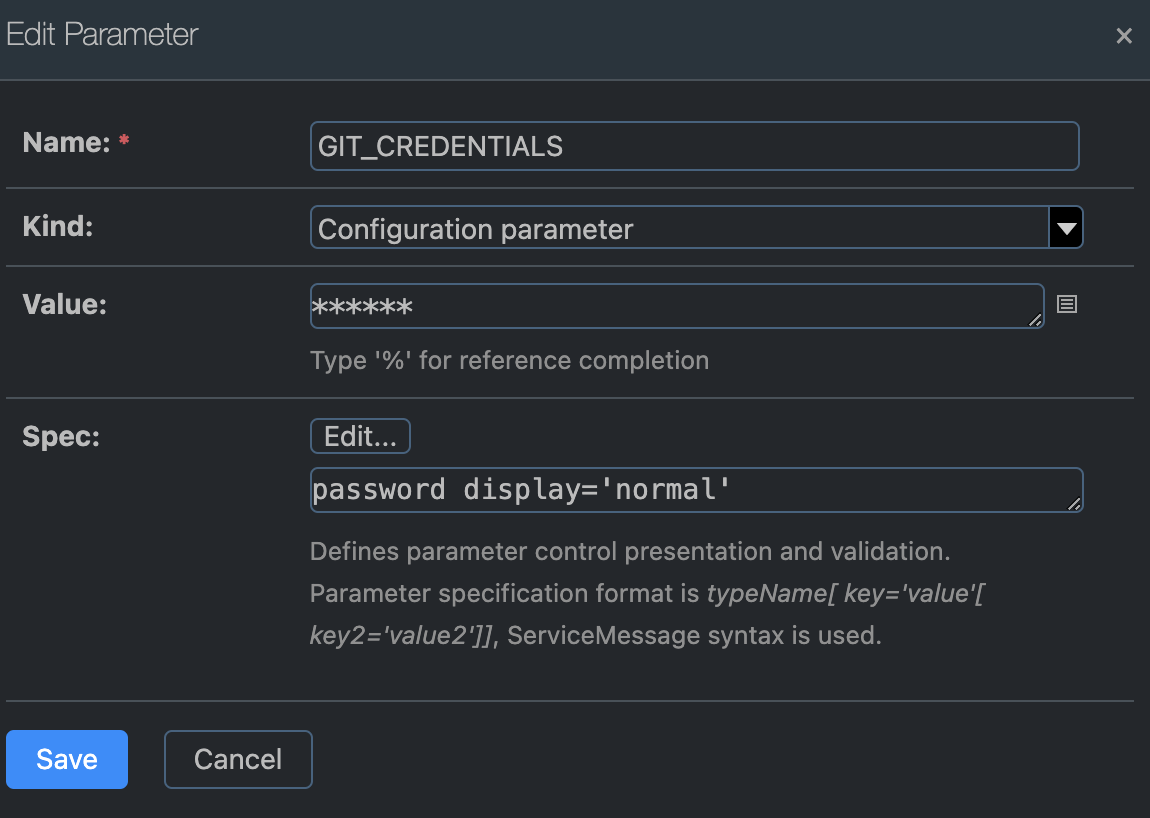 Edit Parameter ×
Name: * GIT_CREDENTIALS
Kind: Configuration parameter
Value: ******
Type '%' for reference completion
Spec: Edit...
password display='normal'
Defines parameter control presentation and validation.
Parameter specification format is typeName[ key='value'[
key2='value2']], ServiceMessage syntax is used.
Save Cancel